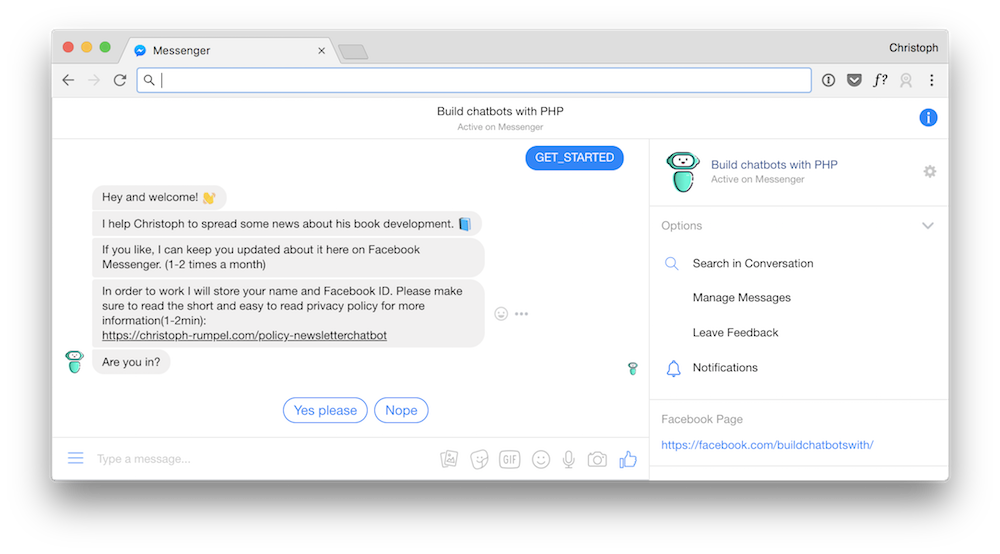 Messenger
Christoph
f?
Build chatbots with PHP
Active on Messenger
GET_STARTED
Hey and welcome! 👋
I help Christoph to spread some news about his book development. 📘
If you like, I can keep you updated about it here on Facebook
Messenger. (1-2 times a month)
In order to work I will store your name and Facebook ID. Please make
sure to read the short and easy to read privacy policy for more
information(1-2min):
https://christoph-rumpel.com/policy-newsletterchatbot
Are you in?
Yes please
Nope
Type a message...
GIF
Build chatbots with PHP
Active on Messenger
Options
Search in Conversation
Manage Messages
Leave Feedback
Notifications
Facebook Page
https://facebook.com/buildchatbotswith/